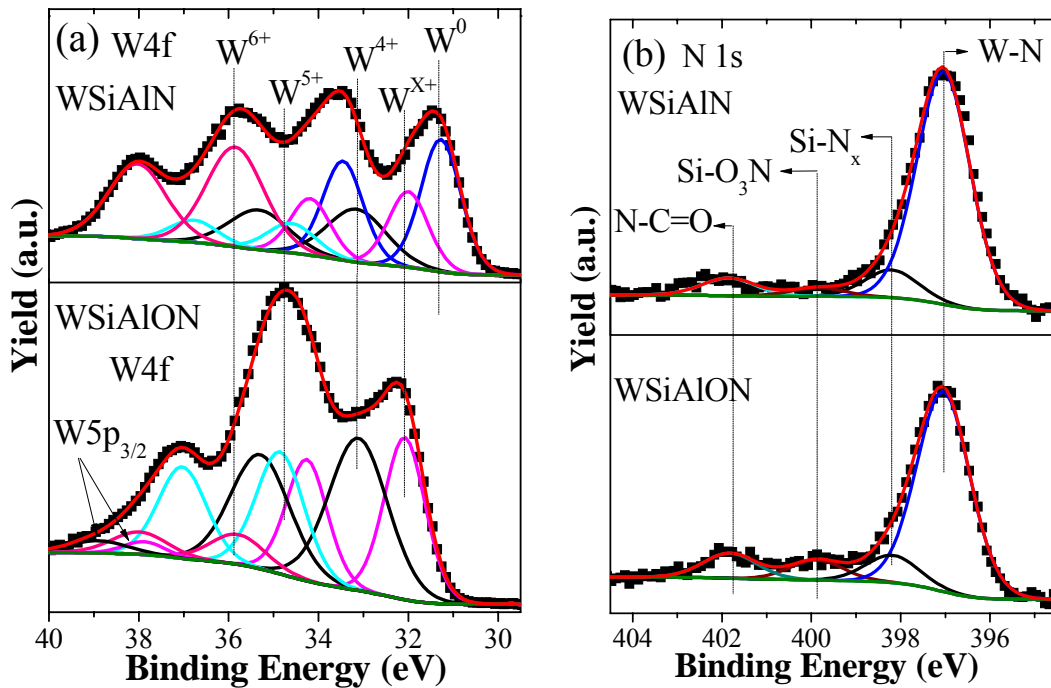 (a)
W4f
WSiAlN
W⁶⁺
W⁵⁺
W⁴⁺
Wˣ⁺
W⁰
WSiAlON
W4f
W5p₃/₂
Yield (a.u.)
40
38
36
34
32
30
Binding Energy (eV)
(b)
N 1s
WSiAlN
W-N
Si-Nₓ
Si-O₃N
N-C=O
WSiAlON
Yield (a.u.)
404
402
400
398
396
Binding Energy (eV)